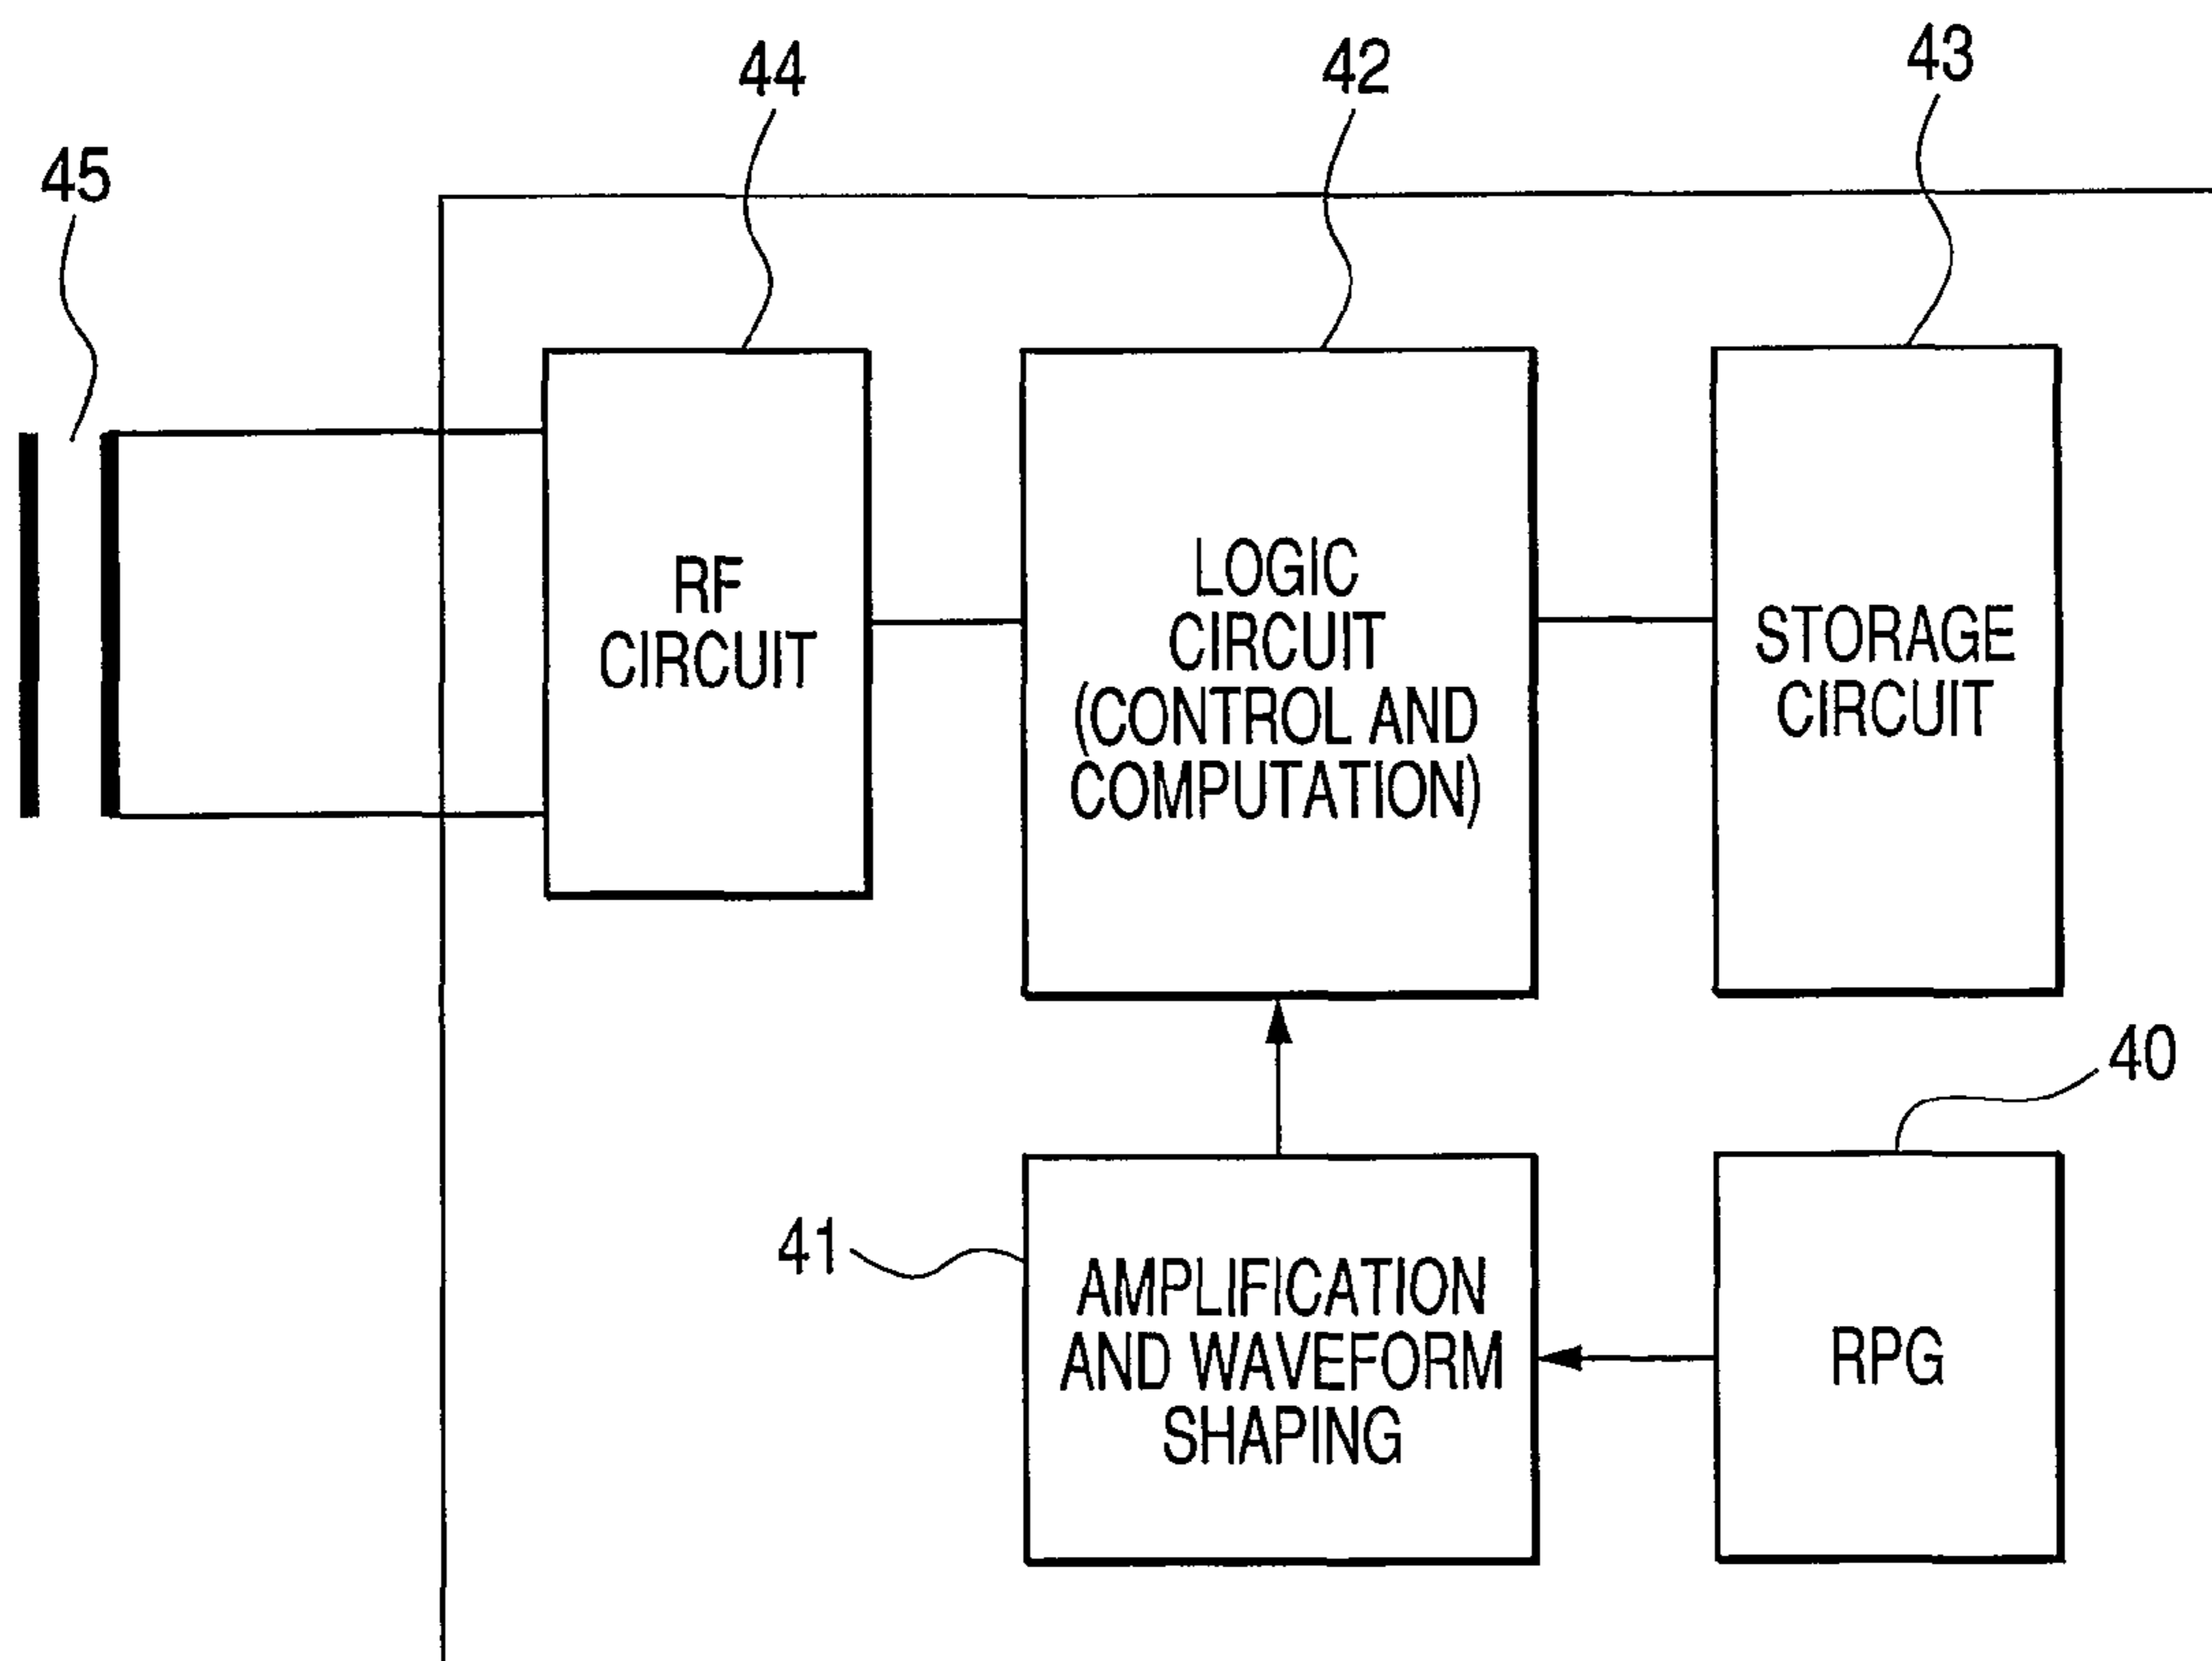 44
42
43
45
RF
CIRCUIT
LOGIC
CIRCUIT
(CONTROL AND
COMPUTATION)
STORAGE
CIRCUIT
40
41
AMPLIFICATION
AND WAVEFORM
SHAPING
RPG